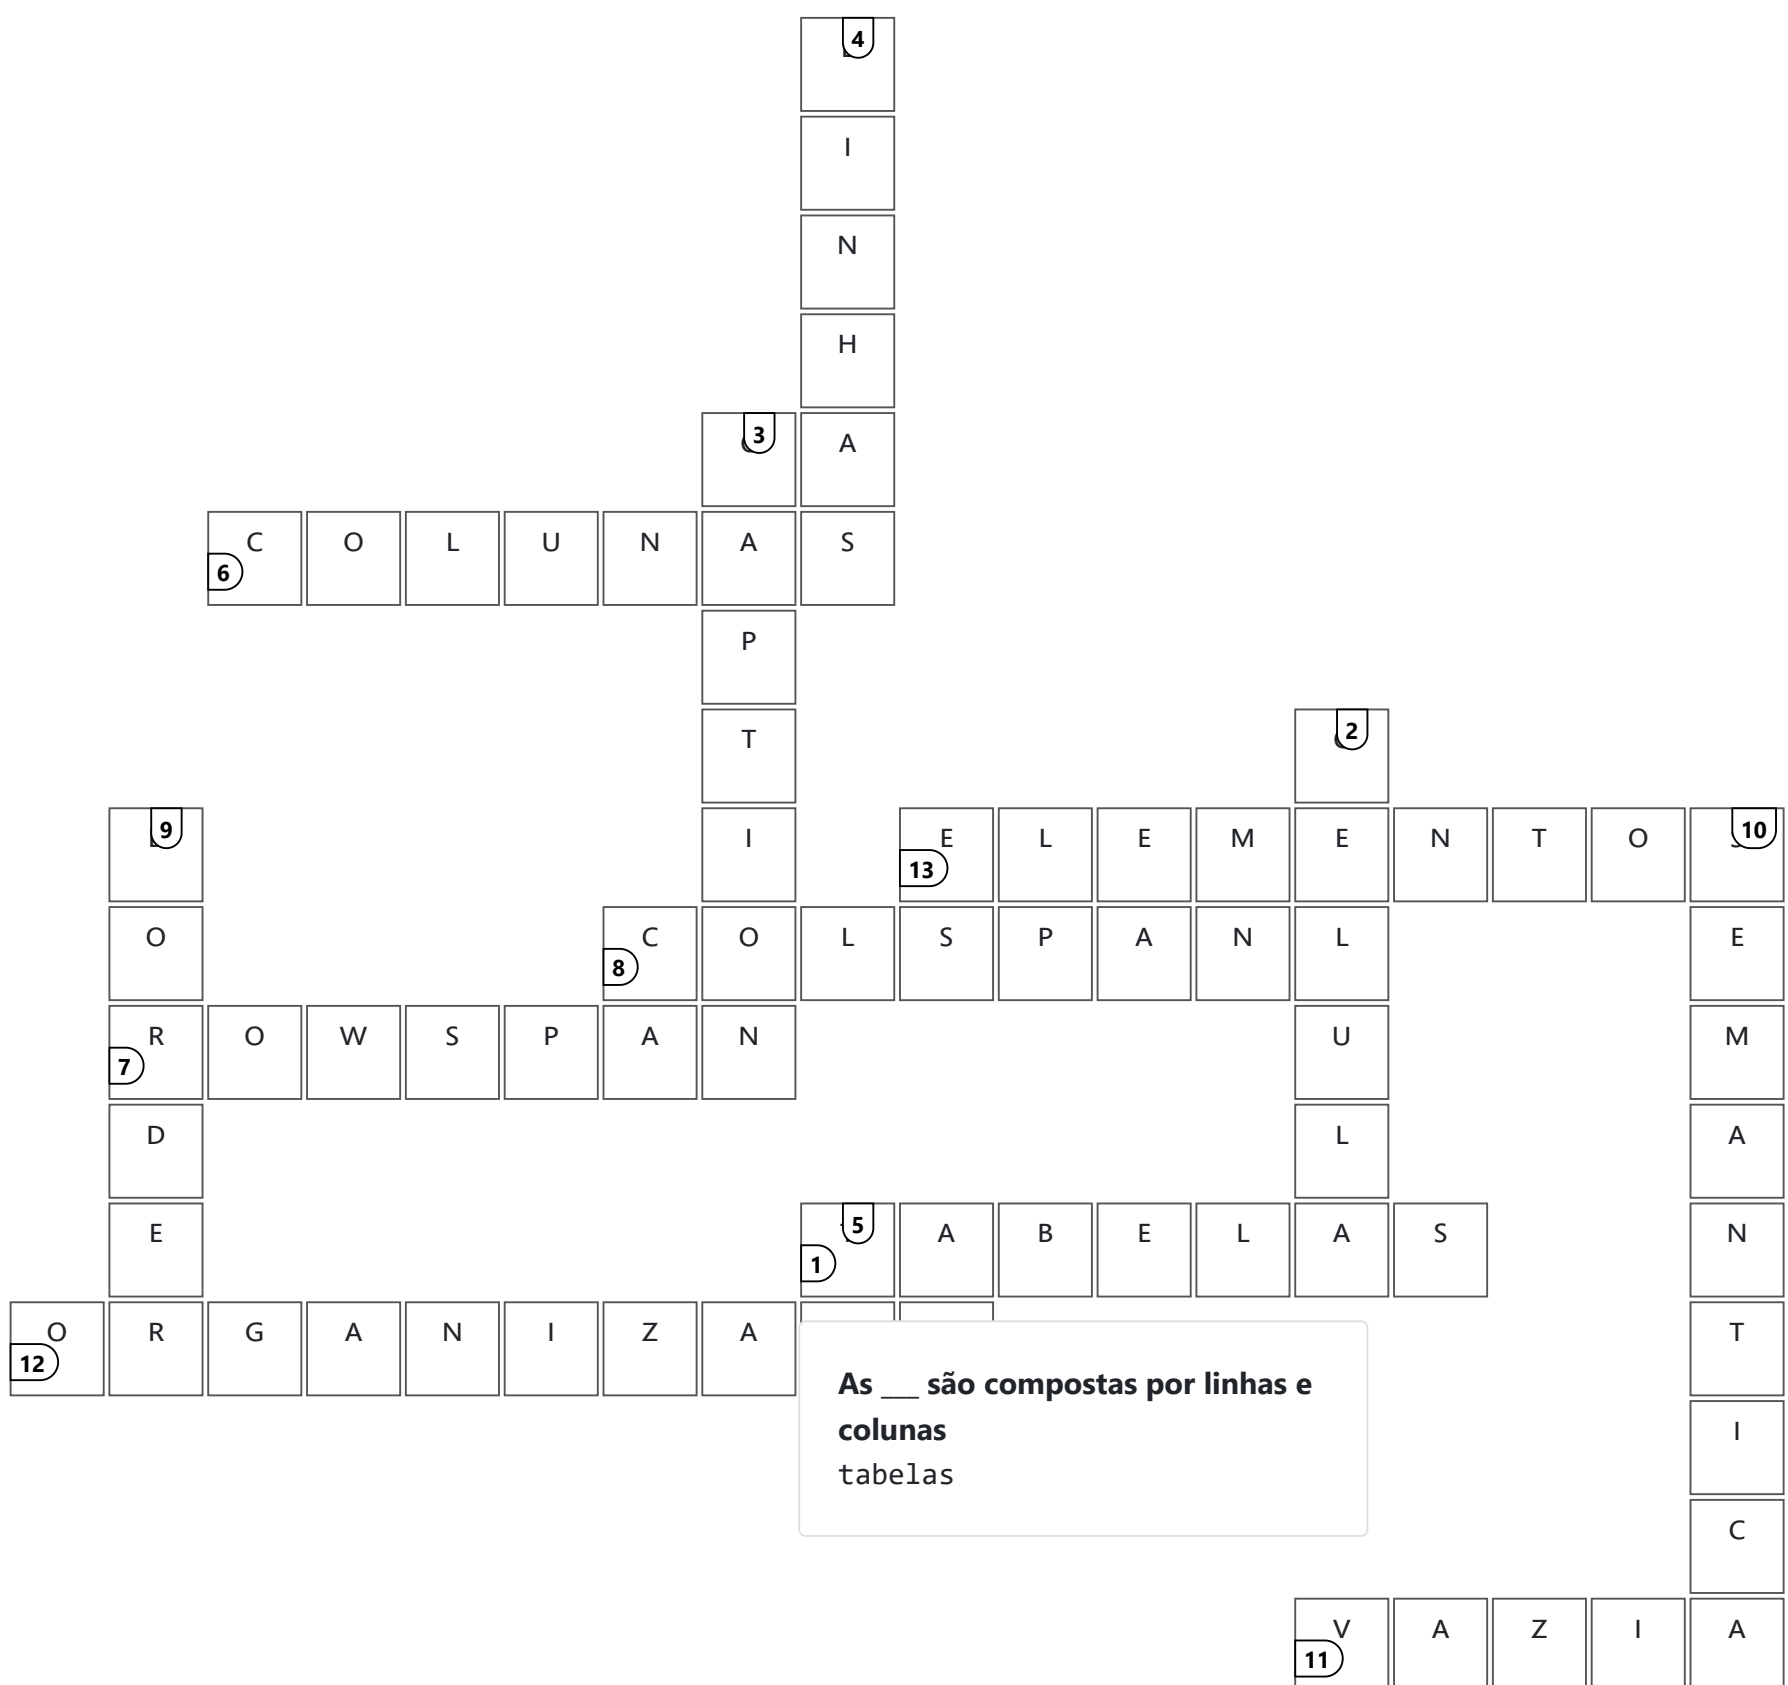 4
I
N
H
3 A
6 C O L U N A S
P
T 2
9 I 13 E L E M E N T O 10
O 8 C O L S P A N L E
7 R O W S P A N U M
D L A
E 1 5 A B E L A S N
12 O R G A N I Z A T
As ___ são compostas por linhas e
colunas
tabelas
I
C
11 V A Z I A